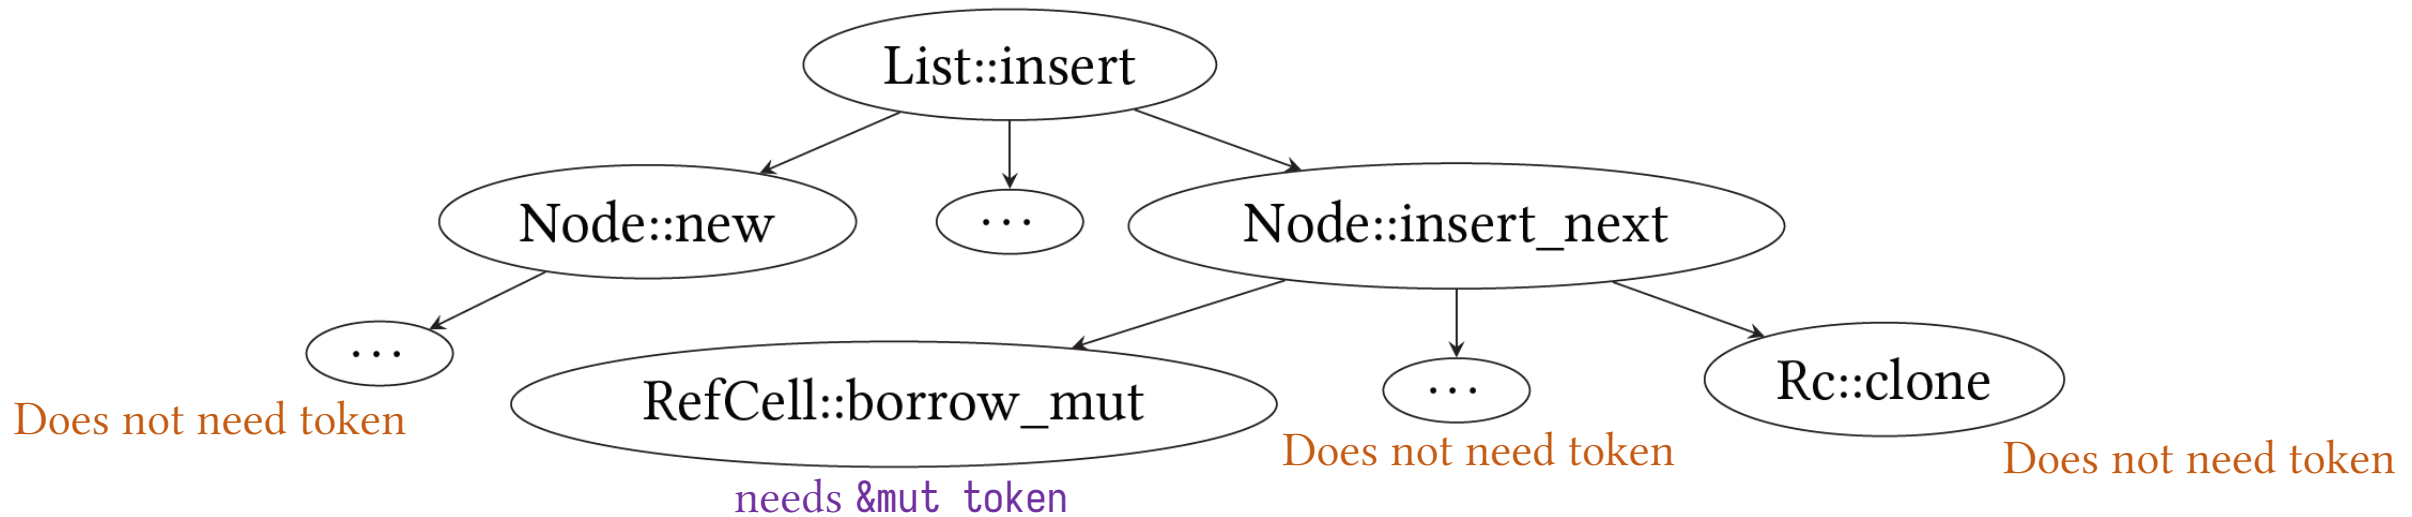 List::insert
Node::new
···
Node::insert_next
···
RefCell::borrow_mut
···
Rc::clone
Does not need token
needs &mut token
Does not need token
Does not need token